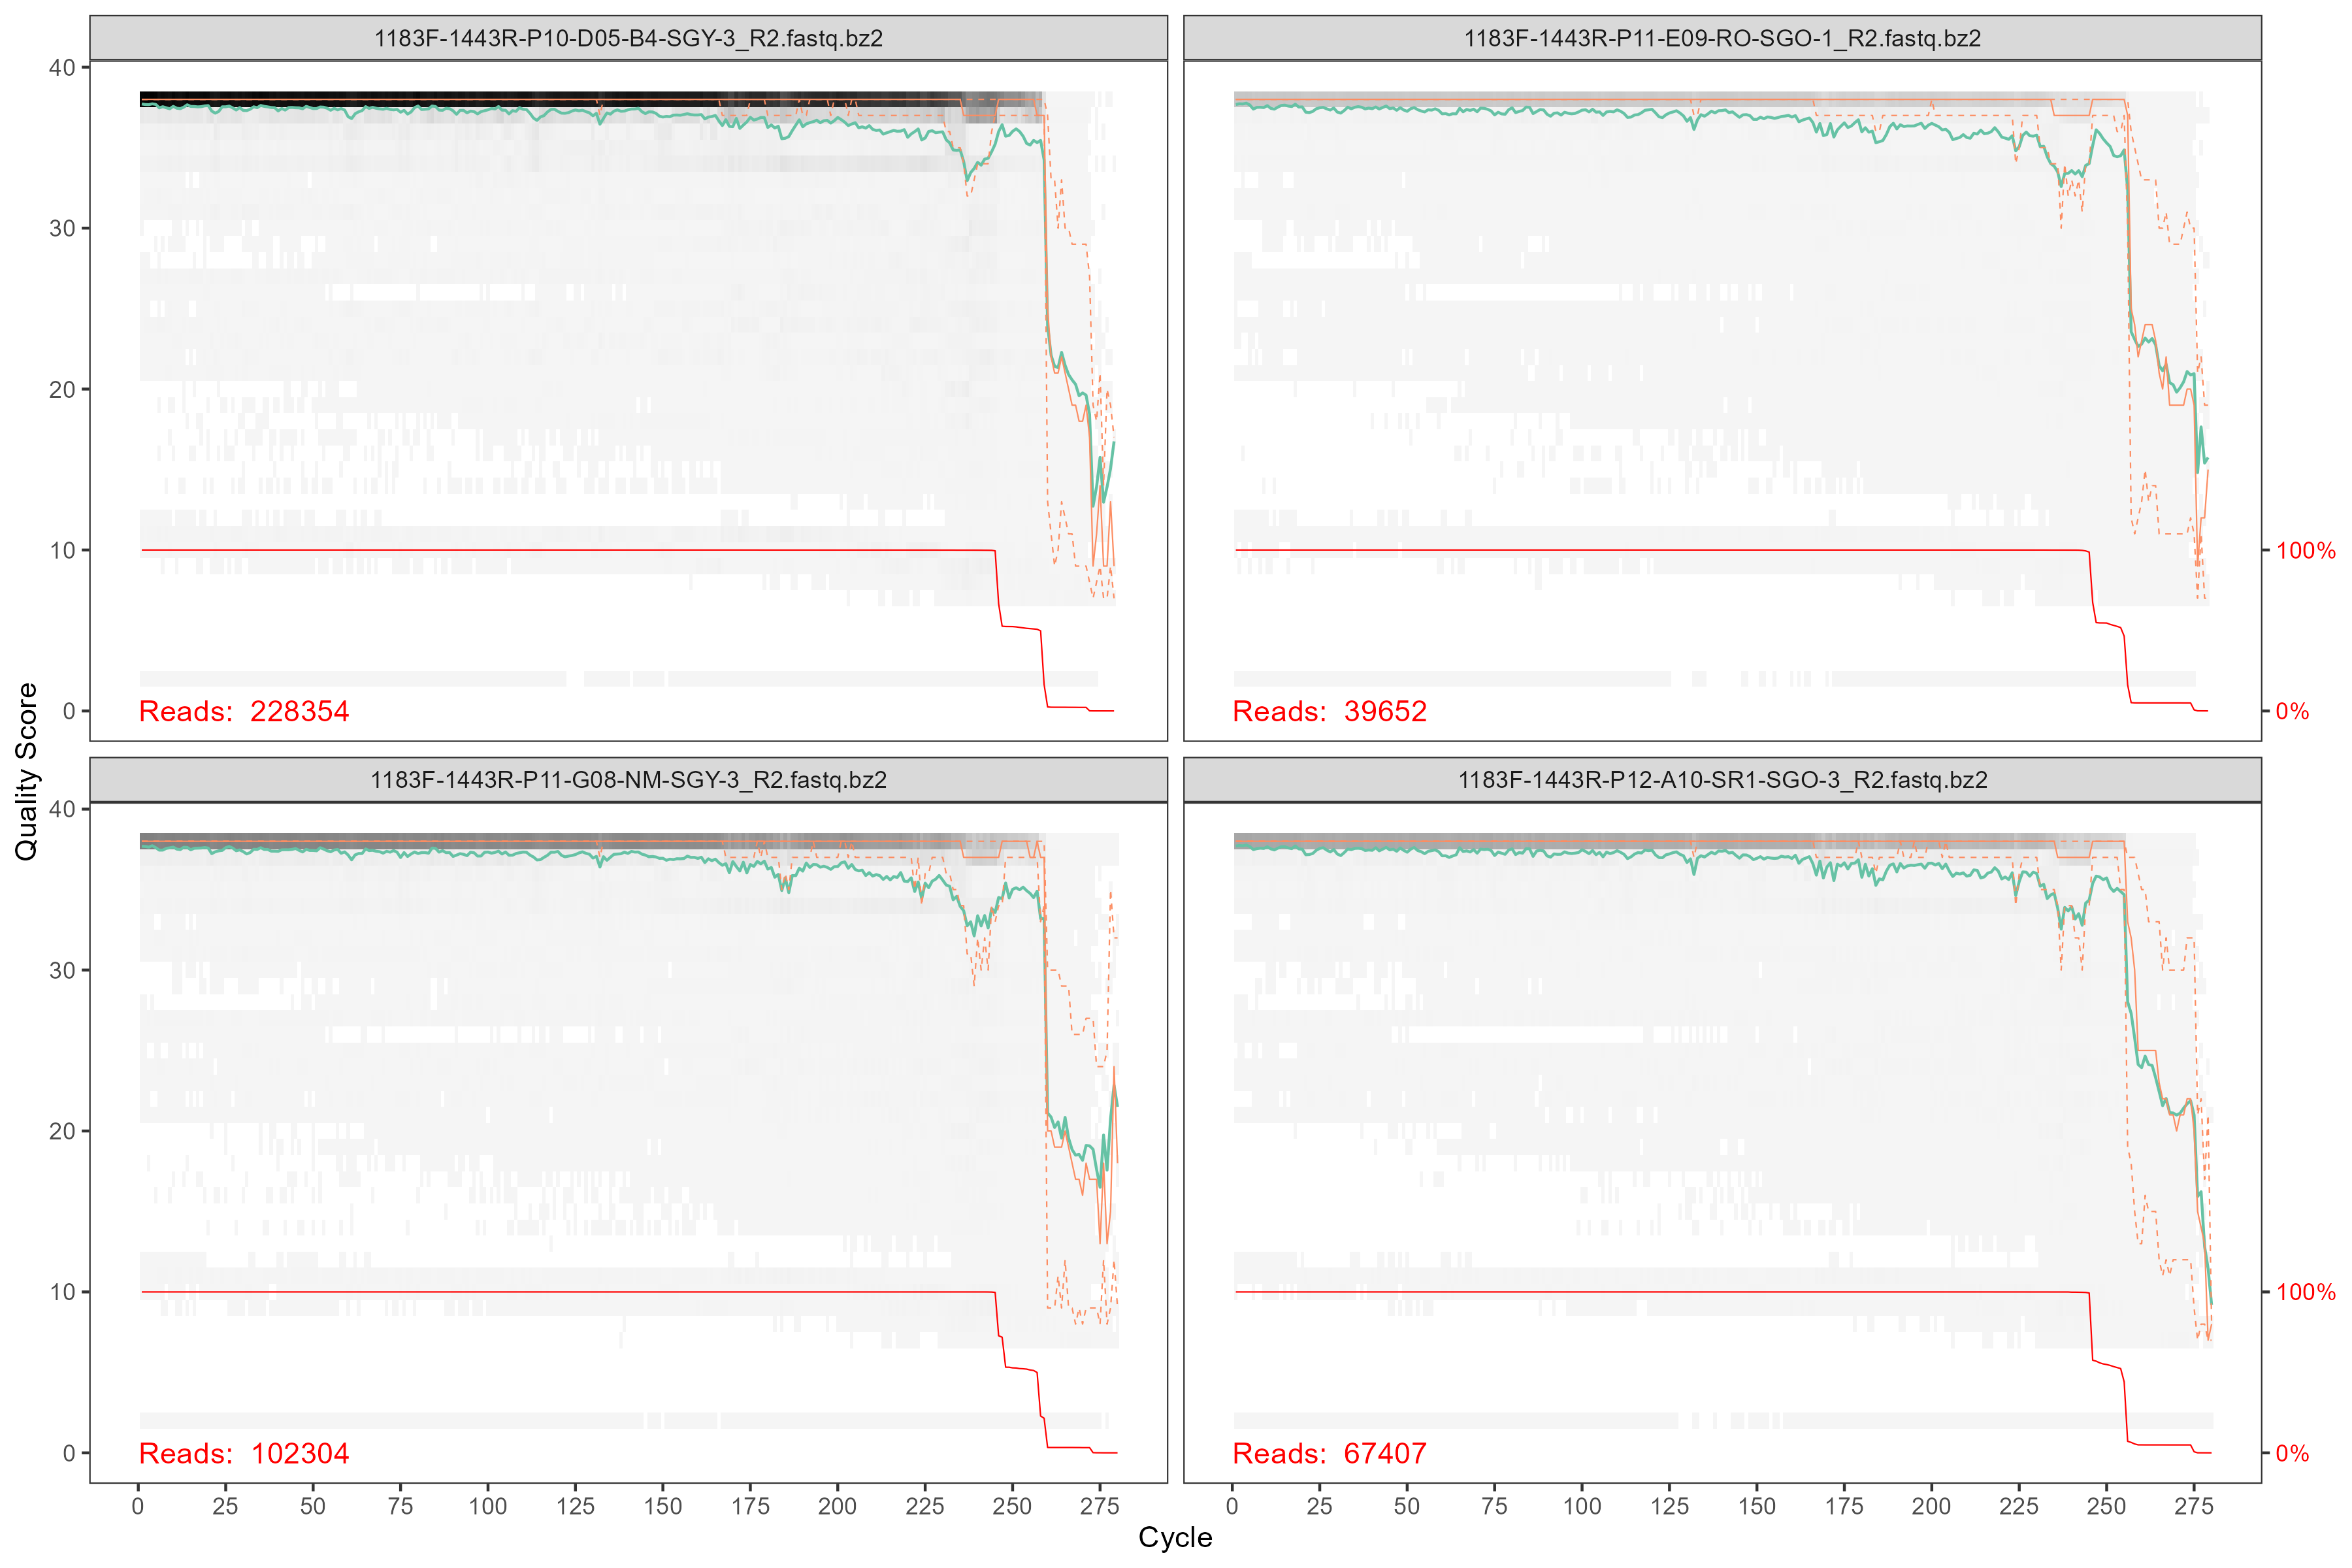 1183F-1443R-P10-D05-B4-SGY-3_R2.fastq.bz2
1183F-1443R-P11-E09-RO-SGO-1_R2.fastq.bz2
40
30
20
10
0
Reads: 228354
Reads: 39652
100%
0%
1183F-1443R-P11-G08-NM-SGY-3_R2.fastq.bz2
1183F-1443R-P12-A10-SR1-SGO-3_R2.fastq.bz2
Quality Score
40
30
20
10
0
Reads: 102304
Reads: 67407
100%
0%
0 25 50 75 100 125 150 175 200 225 250 275
0 25 50 75 100 125 150 175 200 225 250 275
Cycle